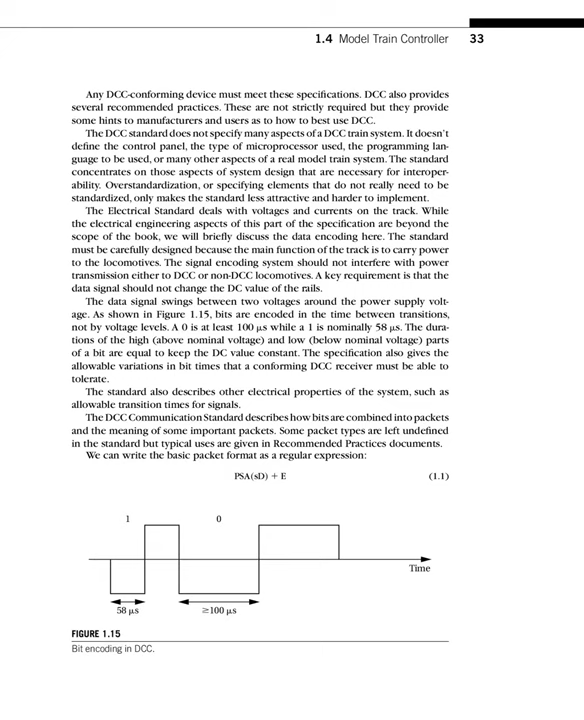 1.4 Model Train Controller 33
Any DCC-conforming device must meet these specifications. DCC also provides
several recommended practices. These are not strictly required but they provide
some hints to manufacturers and users as to how to best use DCC.
The DCC standard does not specify many aspects of a DCC train system. It doesn't
define the control panel, the type of microprocessor used, the programming lan-
guage to be used, or many other aspects of a real model train system. The standard
concentrates on those aspects of system design that are necessary for interoper-
ability. Overstandardization, or specifying elements that do not really need to be
standardized, only makes the standard less attractive and harder to implement.
The Electrical Standard deals with voltages and currents on the track. While
the electrical engineering aspects of this part of the specification are beyond the
scope of the book, we will briefly discuss the data encoding here. The standard
must be carefully designed because the main function of the track is to carry power
to the locomotives. The signal encoding system should not interfere with power
transmission either to DCC or non-DCC locomotives. A key requirement is that the
data signal should not change the DC value of the rails.
The data signal swings between two voltages around the power supply volt-
age. As shown in Figure 1.15, bits are encoded in the time between transitions,
not by voltage levels. A 0 is at least 100 μs while a 1 is nominally 58 μs. The dura-
tions of the high (above nominal voltage) and low (below nominal voltage) parts
of a bit are equal to keep the DC value constant. The specification also gives the
allowable variations in bit times that a conforming DCC receiver must be able to
tolerate.
The standard also describes other electrical properties of the system, such as
allowable transition times for signals.
The DCC Communication Standard describes how bits are combined into packets
and the meaning of some important packets. Some packet types are left undefined
in the standard but typical uses are given in Recommended Practices documents.
We can write the basic packet format as a regular expression:
PSA(sD) + E (1.1)
1 0
Time
58 μs ≥100 μs
FIGURE 1.15
Bit encoding in DCC.